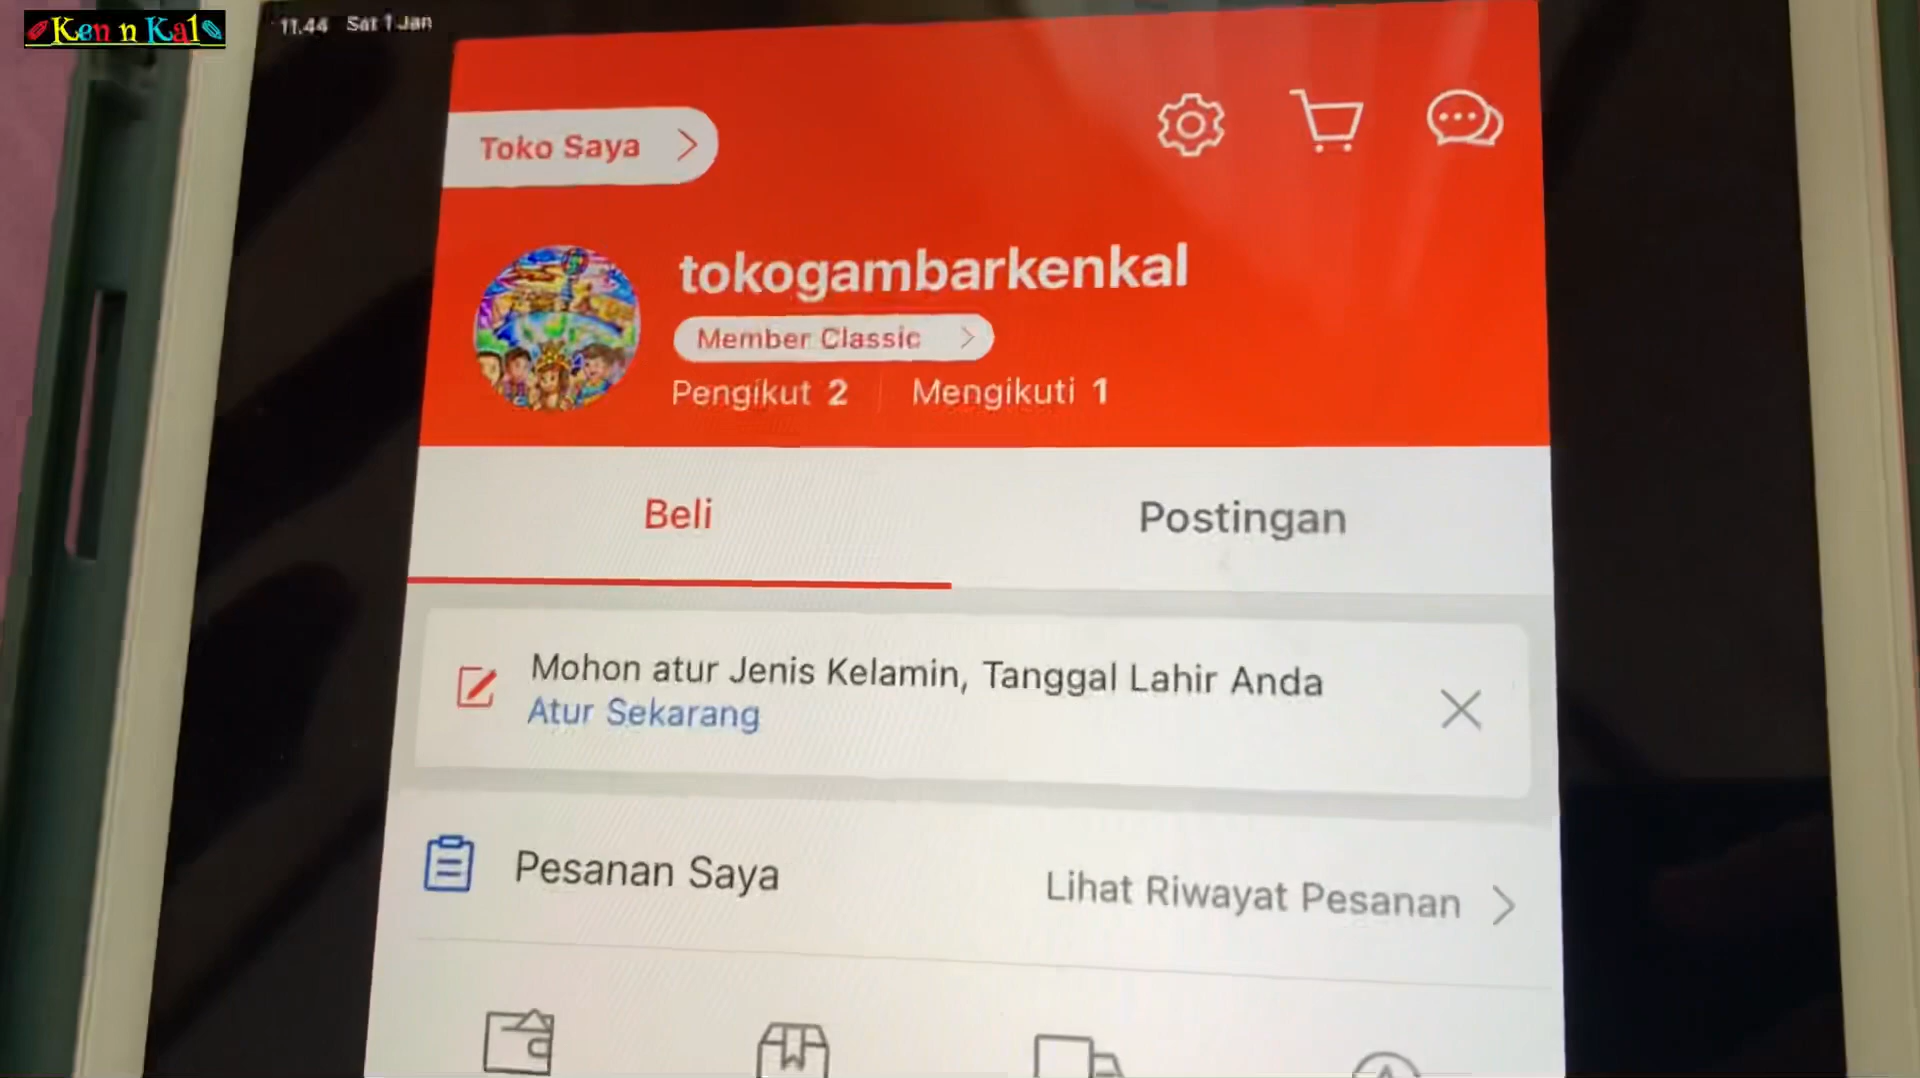 Ken n Kal
11.44 Sat 1 Jan
Toko Saya
tokogambarkenkal
Member Classic
Pengikut 2 Mengikuti 1
Beli Postingan
Mohon atur Jenis Kelamin, Tanggal Lahir Anda
Atur Sekarang
Pesanan Saya Lihat Riwayat Pesanan